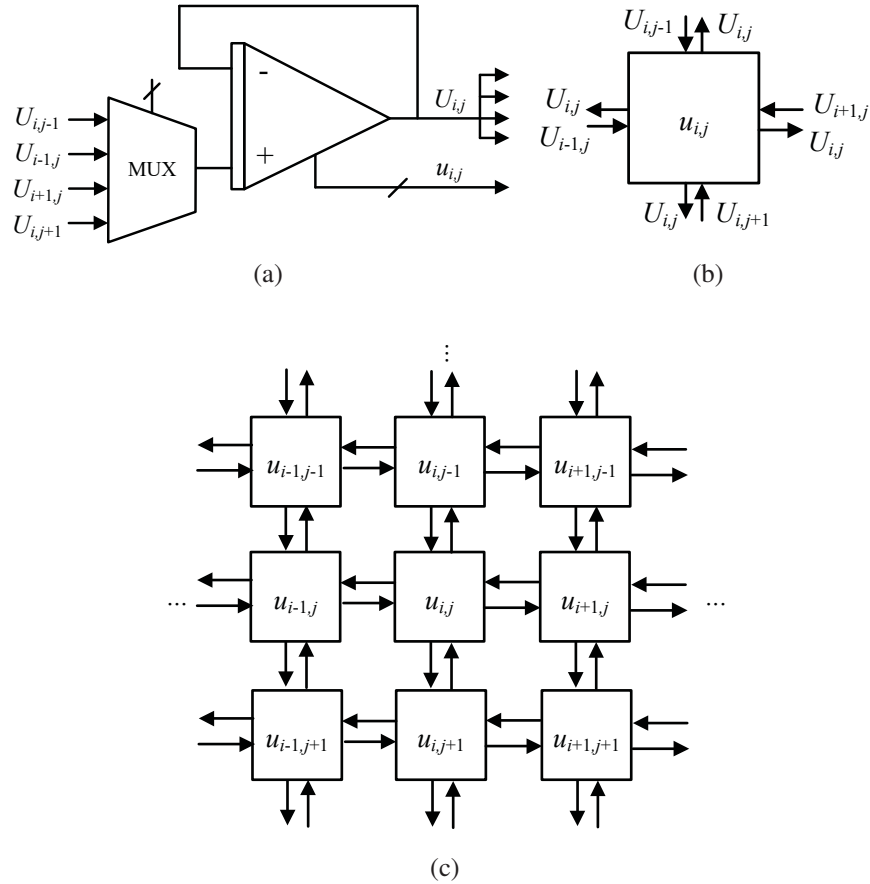 U_{i,j-1}
U_{i-1,j}
U_{i+1,j}
U_{i,j+1}
MUX
-
+
U_{i,j}
u_{i,j}
(a)
U_{i,j-1} U_{i,j}
U_{i,j} U_{i+1,j}
U_{i-1,j} u_{i,j} U_{i,j}
U_{i,j} U_{i,j+1}
(b)
...
u_{i-1,j-1} u_{i,j-1} u_{i+1,j-1}
... u_{i-1,j} u_{i,j} u_{i+1,j} ...
u_{i-1,j+1} u_{i,j+1} u_{i+1,j+1}
(c)